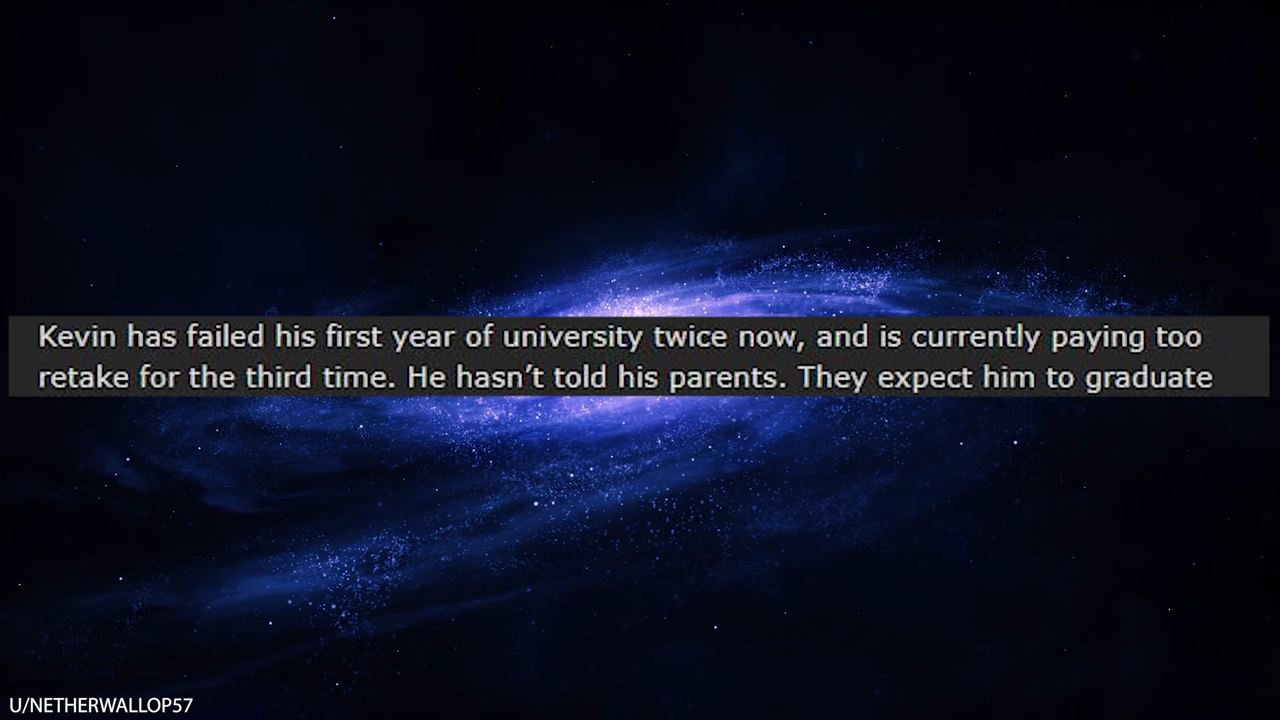 Kevin has failed his first year of university twice now, and is currently paying too
retake for the third time. He hasn’t told his parents. They expect him to graduate
U/NETHERWALLOP57